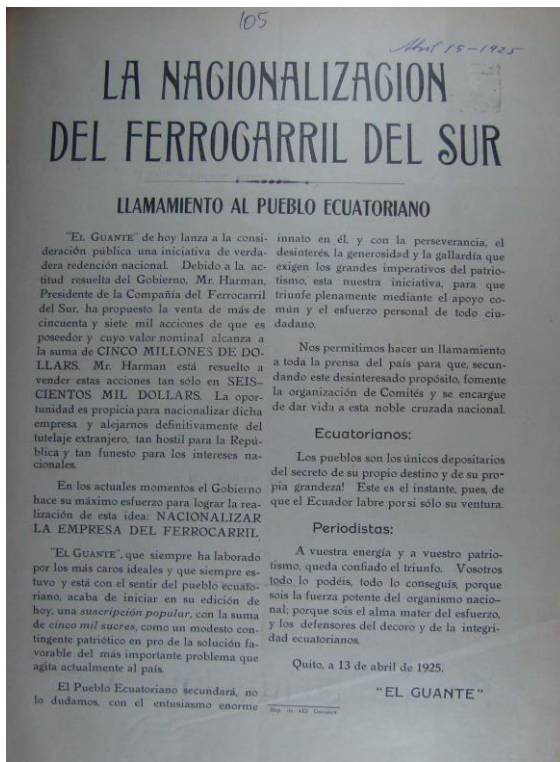 105
Abril 15-1925
LA NACIONALIZACION
DEL FERROCARRIL DEL SUR
LLAMAMIENTO AL PUEBLO ECUATORIANO
"EL GUANTE" de hoy lanza a la consi-
deración pública una iniciativa de verda-
dera redención nacional. Debido a la ac-
titud resuelta del Gobierno, Mr. Harman,
Presidente de la Compañía del Ferrocarril
del Sur, ha propuesto la venta de más de
cincuenta y siete mil acciones de que es
poseedor y cuyo valor nominal alcanza a
la suma de CINCO MILLONES DE DO-
LLARS. Mr. Harman está resuelto a
vender estas acciones tan sólo en SEIS-
CIENTOS MIL DOLLARS. La opor-
tunidad es propicia para nacionalizar dicha
empresa y alejarnos definitivamente del
tutelaje extranjero, tan hostil para la Repú-
blica y tan funesto para los intereses na-
cionales.
En los actuales momentos el Gobierno
hace su máximo esfuerzo para lograr la rea-
lización de esta idea: NACIONALIZAR
LA EMPRESA DEL FERROCARRIL
"EL GUANTE", que siempre ha laborado
por los más caros ideales y que siempre es-
tuvo y está con el sentir del pueblo ecuato-
riano, acaba de iniciar en su edición de
hoy, una suscripción popular, con la suma
de cinco mil sucres, como un modesto con-
tingente patriótico en pro de la solución fa-
vorable del más importante problema que
agita actualmente al país.
El Pueblo Ecuatoriano secundará, no
lo dudamos, con el entusiasmo enorme
innato en él, y con la perseverancia, el
desinterés, la generosidad y la gallardía que
exigen los grandes imperativos del patrio-
tismo, esta nuestra iniciativa, para que
triunfe plenamente mediante el apoyo co-
mún y el esfuerzo personal de todo ciu-
dadano.
Nos permitimos hacer un llamamiento
a toda la prensa del país para que, secun-
dando este desinteresado propósito, fomente
la organización de Comités y se encargue
de dar vida a esta noble cruzada nacional.
Ecuatorianos:
Los pueblos son los únicos depositarios
del secreto de su propio destino y de su pro-
pia grandeza! Este es el instante, pues, de
que el Ecuador labre por si sólo su ventura.
Periodistas:
A vuestra energía y a vuestro patrio-
tismo, queda confiado el triunfo. Vosotros
todo lo podéis, todo lo conseguís, porque
sois la fuerza potente del organismo nacio-
nal; porque sois el alma mater del esfuerzo,
y los defensores del decoro y de la integri-
dad ecuatorianos.
Quito, a 13 de abril de 1925.
"EL GUANTE"